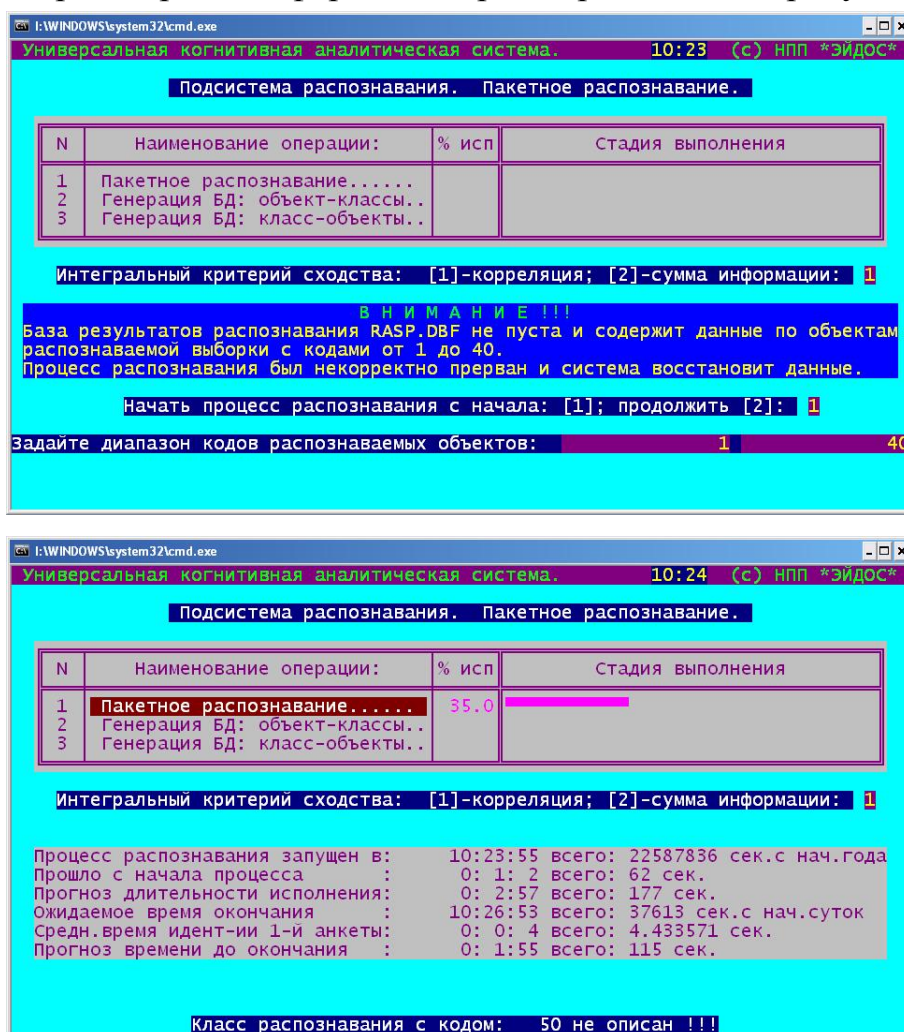 I:\WINDOWS\system32\cmd.exe
Универсальная когнитивная аналитическая система. 10:23 (с) НПП *ЭЙДОС*
Подсистема распознавания. Пакетное распознавание.
N Наименование операции: % исп Стадия выполнения
1 Пакетное распознавание......
2 Генерация БД: объект-классы..
3 Генерация БД: класс-объекты..
Интегральный критерий сходства: [1]-корреляция; [2]-сумма информации: 1
В Н И М А Н И Е !!!
База результатов распознавания RASP.DBF не пуста и содержит данные по объектам
распознаваемой выборки с кодами от 1 до 40.
Процесс распознавания был некорректно прерван и система восстановит данные.
Начать процесс распознавания с начала: [1]; продолжить [2]: 1
Задайте диапазон кодов распознаваемых объектов: 1 40
I:\WINDOWS\system32\cmd.exe
Универсальная когнитивная аналитическая система. 10:24 (с) НПП *ЭЙДОС*
Подсистема распознавания. Пакетное распознавание.
N Наименование операции: % исп Стадия выполнения
1 Пакетное распознавание...... 35.0
2 Генерация БД: объект-классы..
3 Генерация БД: класс-объекты..
Интегральный критерий сходства: [1]-корреляция; [2]-сумма информации: 1
Процесс распознавания запущен в: 10:23:55 всего: 22587836 сек.с нач.года
Прошло с начала процесса : 0: 1: 2 всего: 62 сек.
Прогноз длительности исполнения: 0: 2:57 всего: 177 сек.
Ожидаемое время окончания : 10:26:53 всего: 37613 сек.с нач.суток
Средн.время идент-ии 1-й анкеты: 0: 0: 4 всего: 4.433571 сек.
Прогноз времени до окончания : 0: 1:55 всего: 115 сек.
Класс распознавания с кодом: 50 не описан !!!